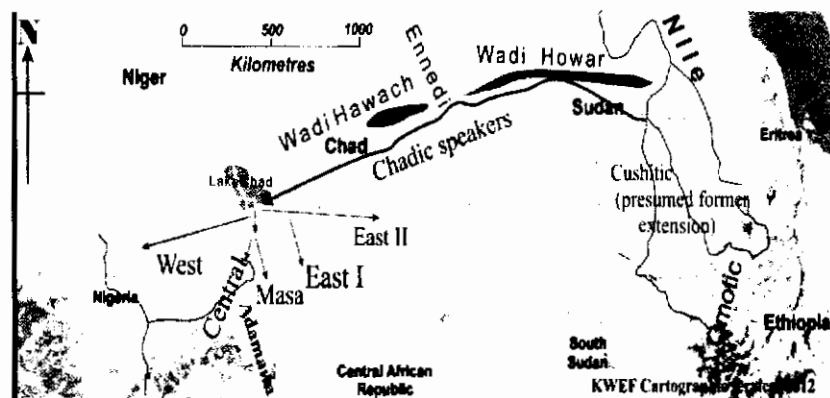 N
0 500 1000
Kilometres
Niger
Ennedi
Wadi Howar
Nile
Wadi Hawach
Chad
Chadic speakers
Sudan
Eritrea
Lake Chad
Cushitic
(presumed former
extension)
East II
West
East I
Masa
Central
Nigeria
Adamawa
Omotic
Ethiopia
South
Sudan
Central African
Republic
KWEF Cartographic 2012